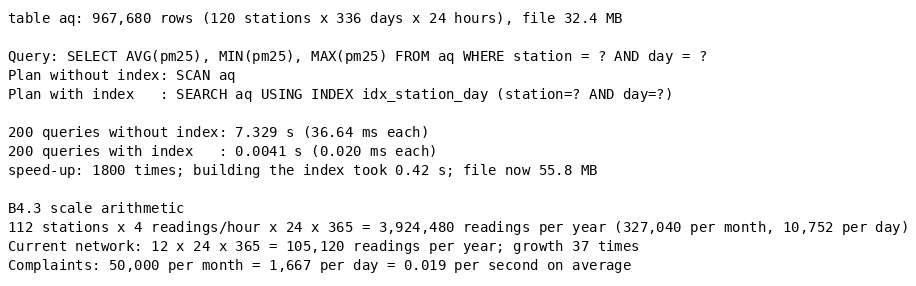 table aq: 967,680 rows (120 stations x 336 days x 24 hours), file 32.4 MB
Query: SELECT AVG(pm25), MIN(pm25), MAX(pm25) FROM aq WHERE station = ? AND day = ?
Plan without index: SCAN aq
Plan with index   : SEARCH aq USING INDEX idx_station_day (station=? AND day=?)
200 queries without index: 7.329 s (36.64 ms each)
200 queries with index   : 0.0041 s (0.020 ms each)
speed-up: 1800 times; building the index took 0.42 s; file now 55.8 MB
B4.3 scale arithmetic
112 stations x 4 readings/hour x 24 x 365 = 3,924,480 readings per year (327,040 per month, 10,752 per day)
Current network: 12 x 24 x 365 = 105,120 readings per year; growth 37 times
Complaints: 50,000 per month = 1,667 per day = 0.019 per second on average